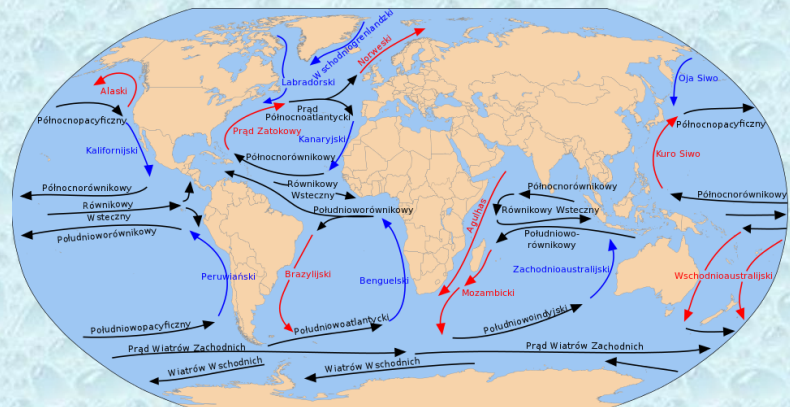 Wschodniogrenlandzki
Norweski
Labradorski
Alaski
Oja Siwo
Północnopacyficzny
Prąd
Północnoatlantycki
Północnopacyficzny
Prąd Zatokowy
Kanaryjski
Kalifornijski
Kuro Siwo
Północnorównikowy
Północnorównikowy
Równikowy
Wsteczny
Północnorównikowy
Północnorównikowy
Równikowy
Wsteczny
Południoworównikowy
Agulhas
Równikowy Wsteczny
Południoworównikowy
Południowo-
równikowy
Peruwiański
Brazylijski
Benguelski
Zachodnioaustralijski
Wschodnioaustralijski
Mozambicki
Południowopacyficzny
Południowoatlantycki
Południowoindyjski
Prąd Wiatrów Zachodnich
Prąd Wiatrów Zachodnich
Wiatrów Wschodnich
Wiatrów Wschodnich